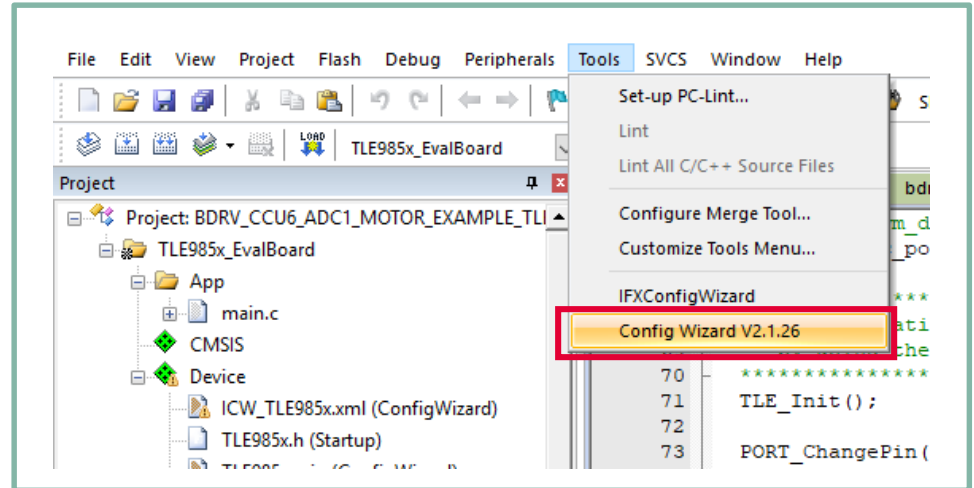 File Edit View Project Flash Debug Peripherals Tools SVCS Window Help
Set-up PC-Lint...
Lint
Lint All C/C++ Source Files
Configure Merge Tool...
Customize Tools Menu...
IFXConfigWizard
Config Wizard V2.1.26
LOAD
TLE985x_EvalBoard
Project
Project: BDRV_CCU6_ADC1_MOTOR_EXAMPLE_TLE
TLE985x_EvalBoard
App
main.c
CMSIS
Device
ICW_TLE985x.xml (ConfigWizard)
TLE985x.h (Startup)
70 ****************
71 TLE_Init();
72
73 PORT_ChangePin(